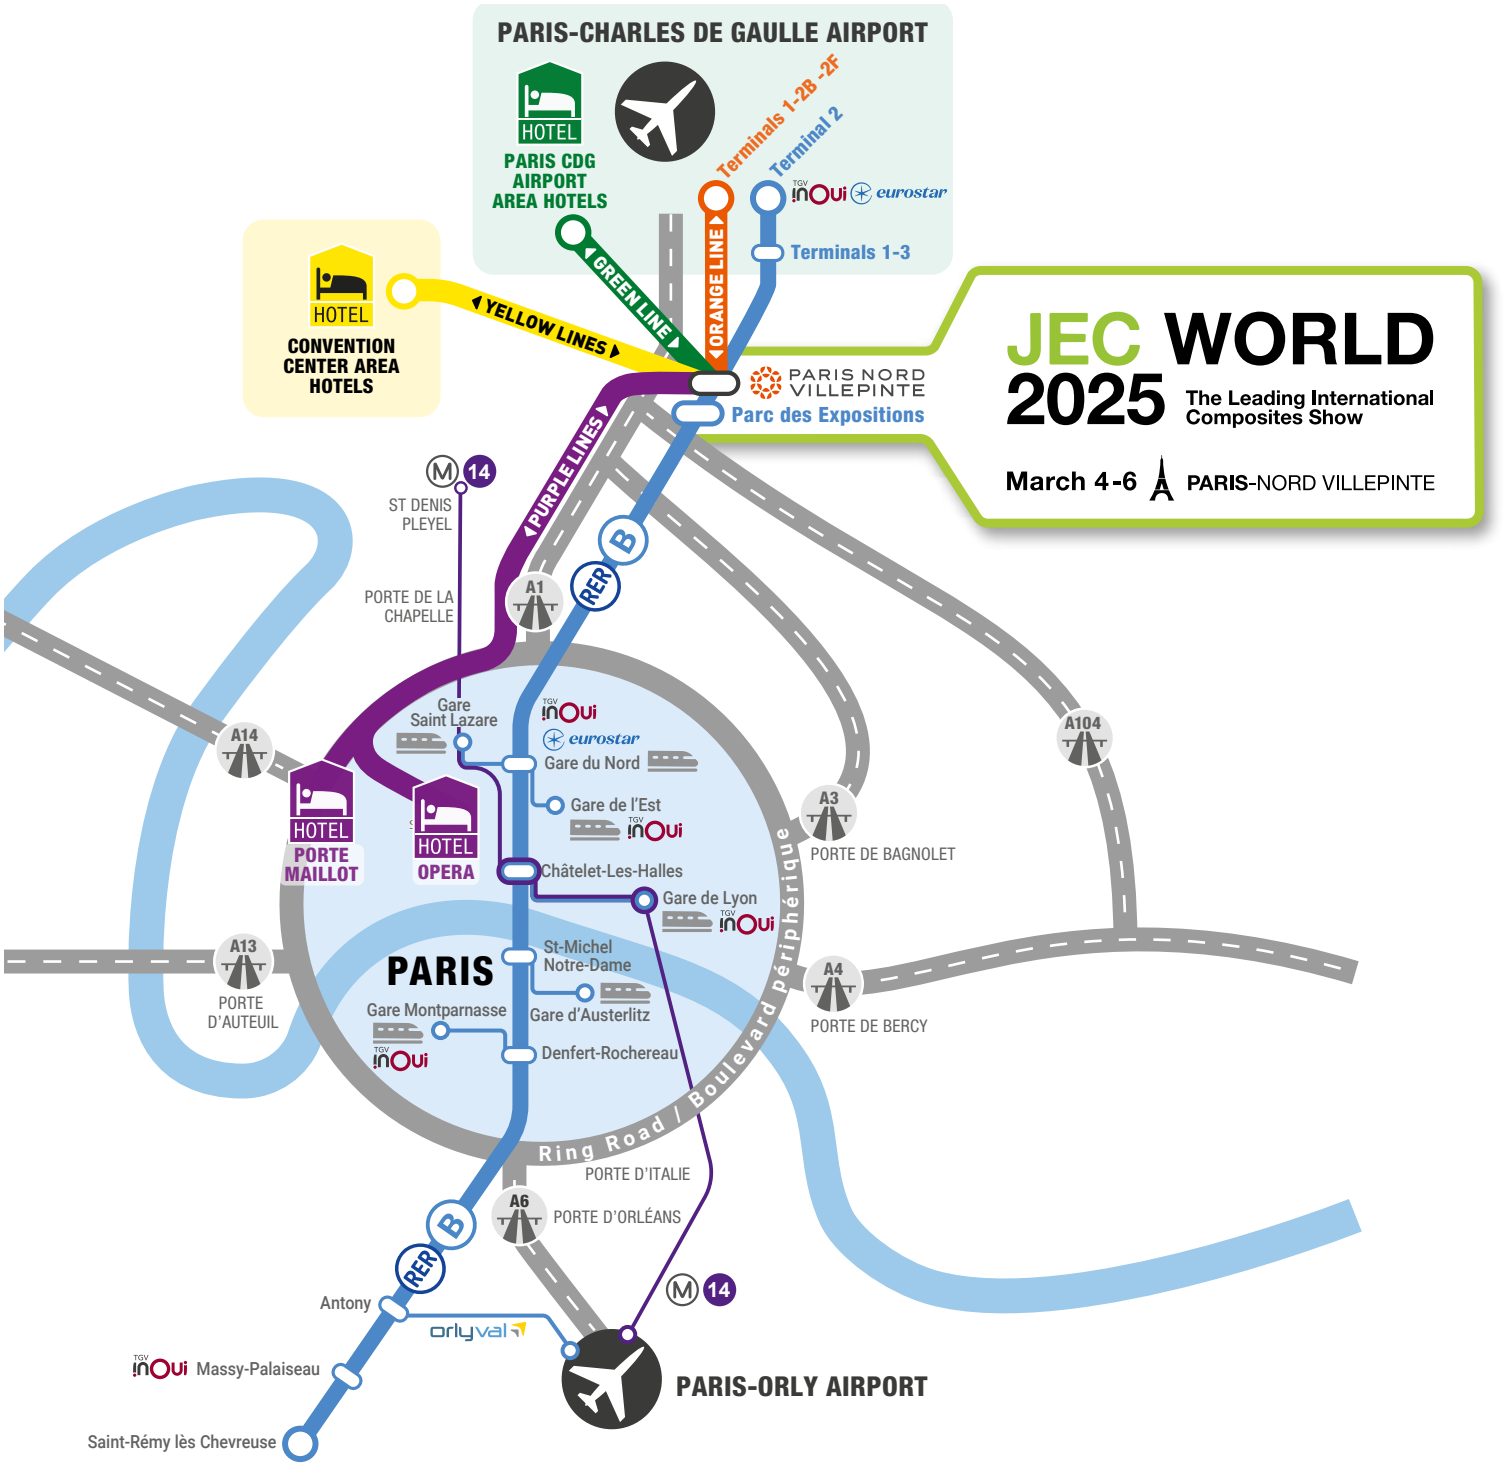 PARIS-CHARLES DE GAULLE AIRPORT
HOTEL
PARIS CDG
AIRPORT
AREA HOTELS
Terminals 1-2B -2F
Terminal 2
TGV
inOui
eurostar
Terminals 1-3
GREEN LINE
ORANGE LINE
YELLOW LINES
HOTEL
CONVENTION
CENTER AREA
HOTELS
PARIS NORD
VILLEPINTE
Parc des Expositions
JEC WORLD
2025
The Leading International
Composites Show
March 4-6
PARIS-NORD VILLEPINTE
PURPLE LINES
M 14
ST DENIS
PLEYEL
B
RER
A1
PORTE DE LA
CHAPELLE
A14
A104
Gare
Saint Lazare
TGV
inOui
eurostar
Gare du Nord
Gare de l'Est
TGV
inOui
A3
PORTE DE BAGNOLET
HOTEL
PORTE
MAILLOT
HOTEL
OPERA
Châtelet-Les-Halles
Gare de Lyon
TGV
inOui
A13
PORTE
D'AUTEUIL
PARIS
St-Michel
Notre-Dame
Gare d'Austerlitz
A4
PORTE DE BERCY
Gare Montparnasse
TGV
inOui
Denfert-Rochereau
Ring Road / Boulevard périphérique
PORTE D'ITALIE
A6
PORTE D'ORLÉANS
B
RER
M 14
Antony
orlyval
TGV
inOui
Massy-Palaiseau
PARIS-ORLY AIRPORT
Saint-Rémy lès Chevreuse